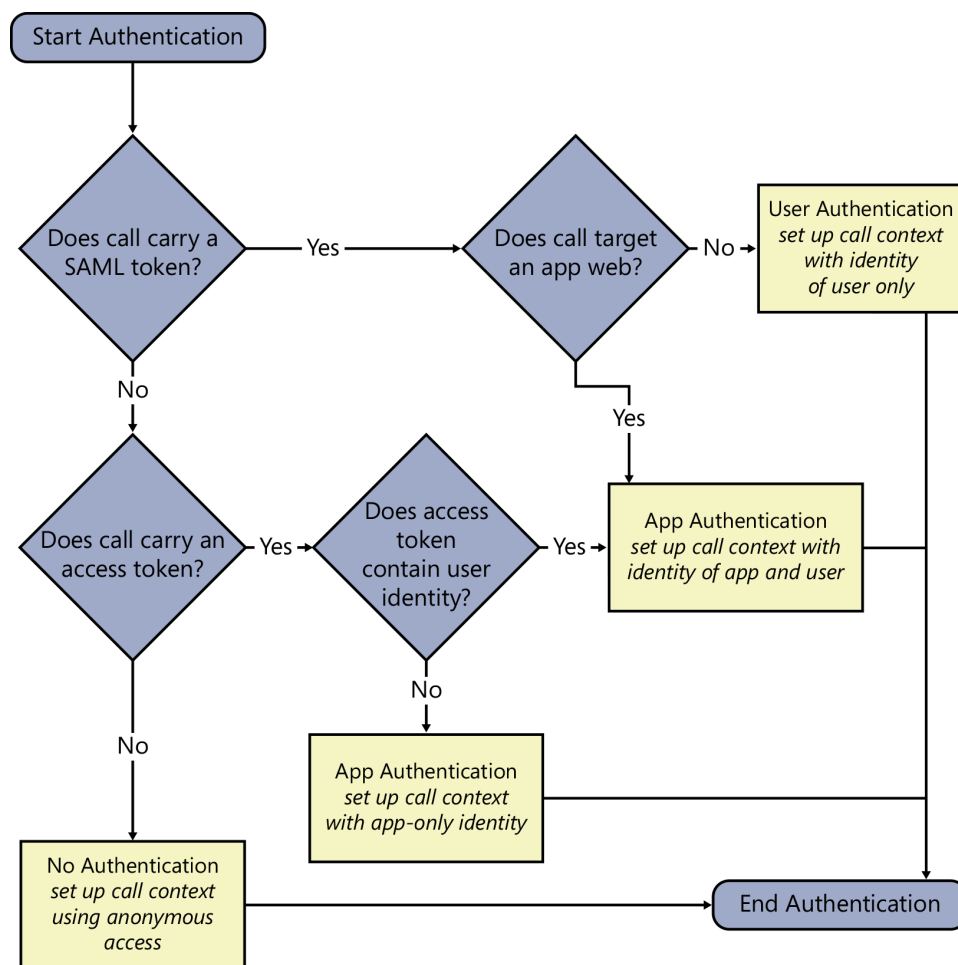 Start Authentication
Does call carry a
SAML token?
Yes
Does call target
an app web?
No
User Authentication
set up call context
with identity
of user only
No
Yes
Does call carry an
access token?
Yes
Does access
token
contain user
identity?
Yes
App Authentication
set up call context with
identity of app and user
No
No
App Authentication
set up call context
with app-only identity
No Authentication
set up call context
using anonymous
access
End Authentication